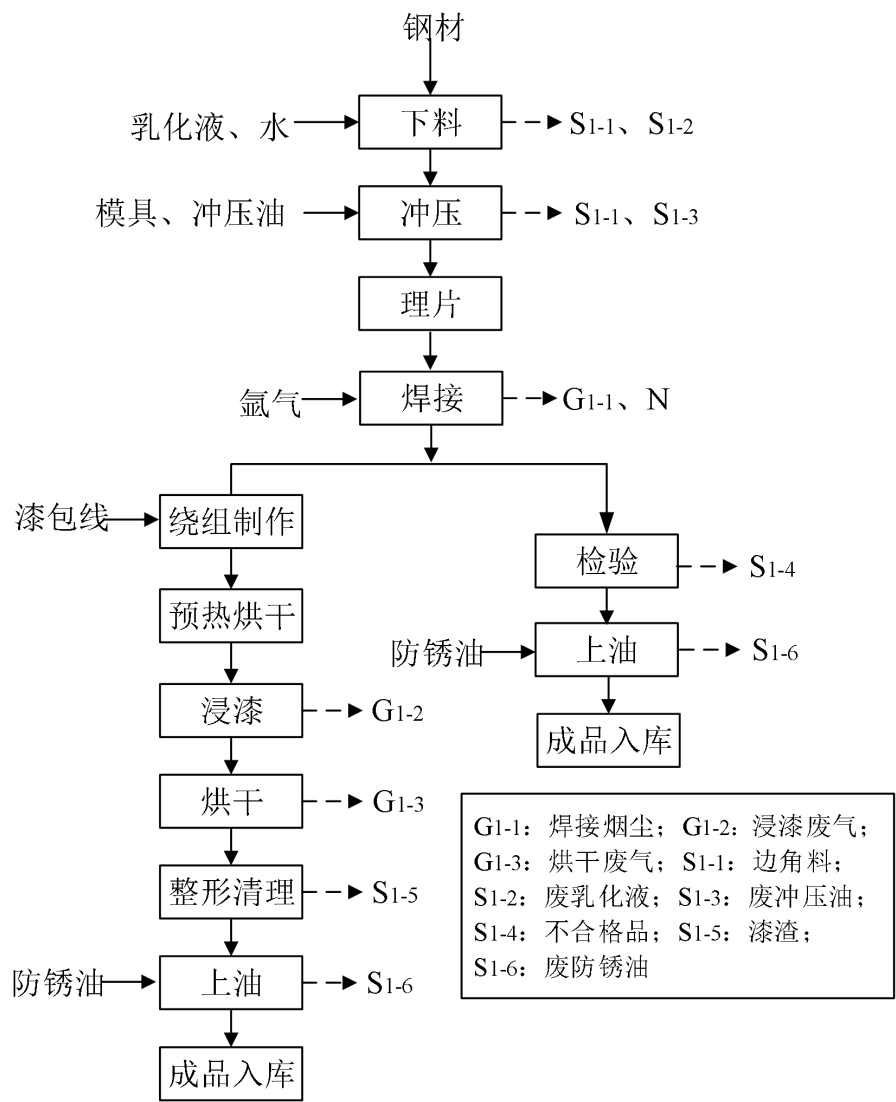 钢材
乳化液、水 下料 S1-1、S1-2
模具、冲压油 冲压 S1-1、S1-3
理片
氩气 焊接 G1-1、N
漆包线 绕组制作
检验 S1-4
预热烘干
防锈油 上油 S1-6
浸漆 G1-2
成品入库
烘干 G1-3
整形清理 S1-5
防锈油 上油 S1-6
成品入库
G1-1：焊接烟尘；G1-2：浸漆废气；
G1-3：烘干废气；S1-1：边角料；
S1-2：废乳化液；S1-3：废冲压油；
S1-4：不合格品；S1-5：漆渣；
S1-6：废防锈油